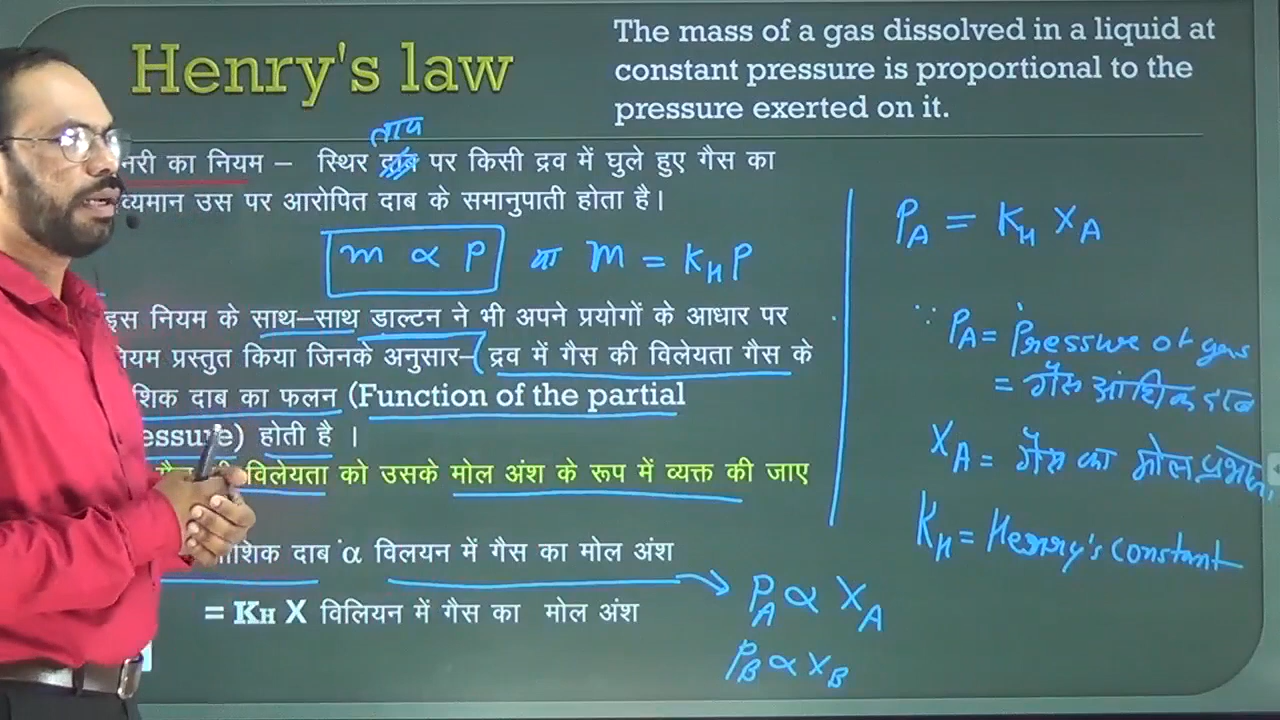 Henry's law
The mass of a gas dissolved in a liquid at
constant pressure is proportional to the
pressure exerted on it.
ताप
नरी का नियम – स्थिर दाब पर किसी द्रव में घुले हुए गैस का
व्यमान उस पर आरोपित दाब के समानुपाती होता है।
m ∝ P या m = KH P
इस नियम के साथ–साथ डाल्टन ने भी अपने प्रयोगों के आधार पर
नियम प्रस्तुत किया जिनके अनुसार– (द्रव में गैस की विलेयता गैस के
शिक दाब का फलन (Function of the partial
essure) होती है ।
विलेयता को उसके मोल अंश के रूप में व्यक्त की जाए
शिक दाब α विलयन में गैस का मोल अंश
= KH X विलियन में गैस का मोल अंश
PA ∝ XA
PB ∝ XB
PA = KH XA
∵ PA = Pressure of gas
= गैस आंशिक दाब
XA = गैस का मोल प्रभाज
KH = Henry's constant